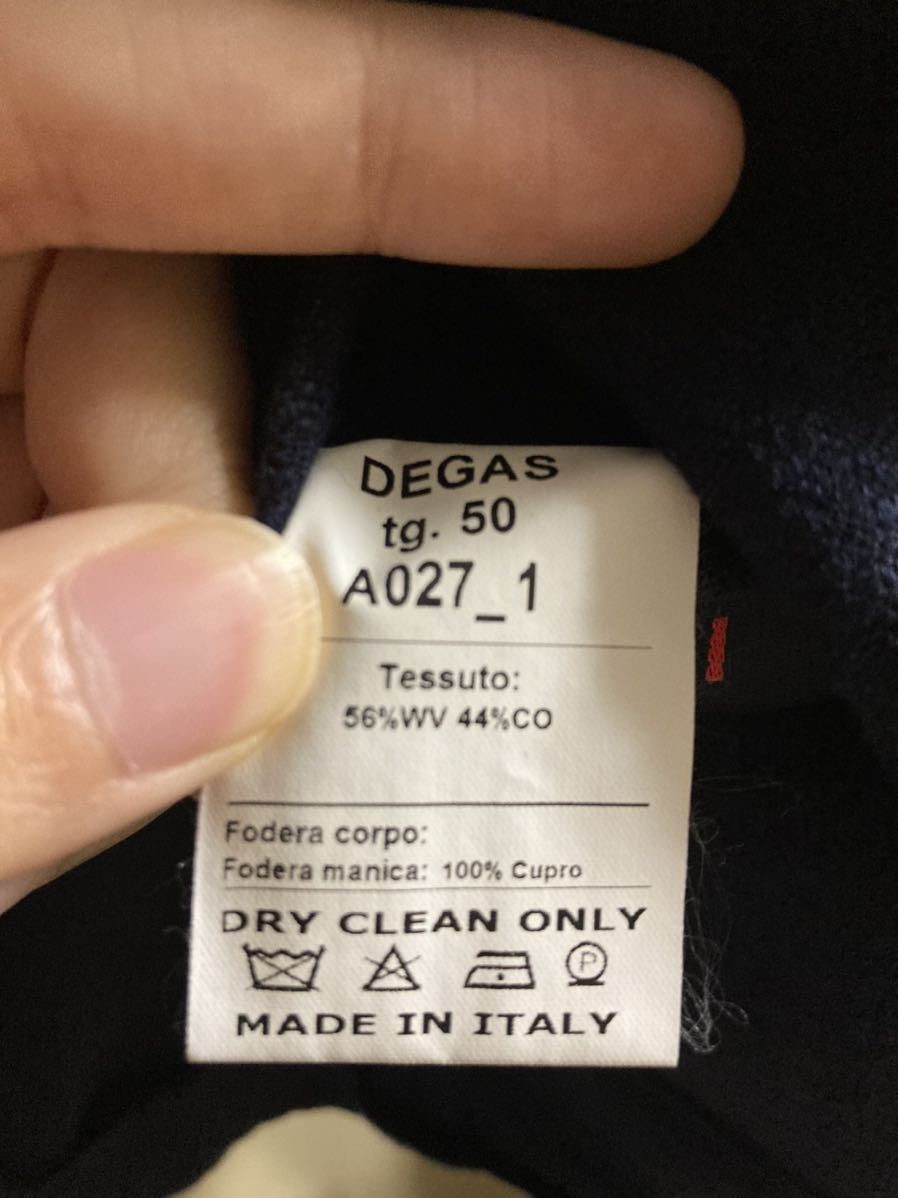 DEGAS
tg. 50
A027_1
Tessuto:
56%WV 44%CO
Fodera corpo:
Fodera manica: 100% Cupro
DRY CLEAN ONLY
P
MADE IN ITALY